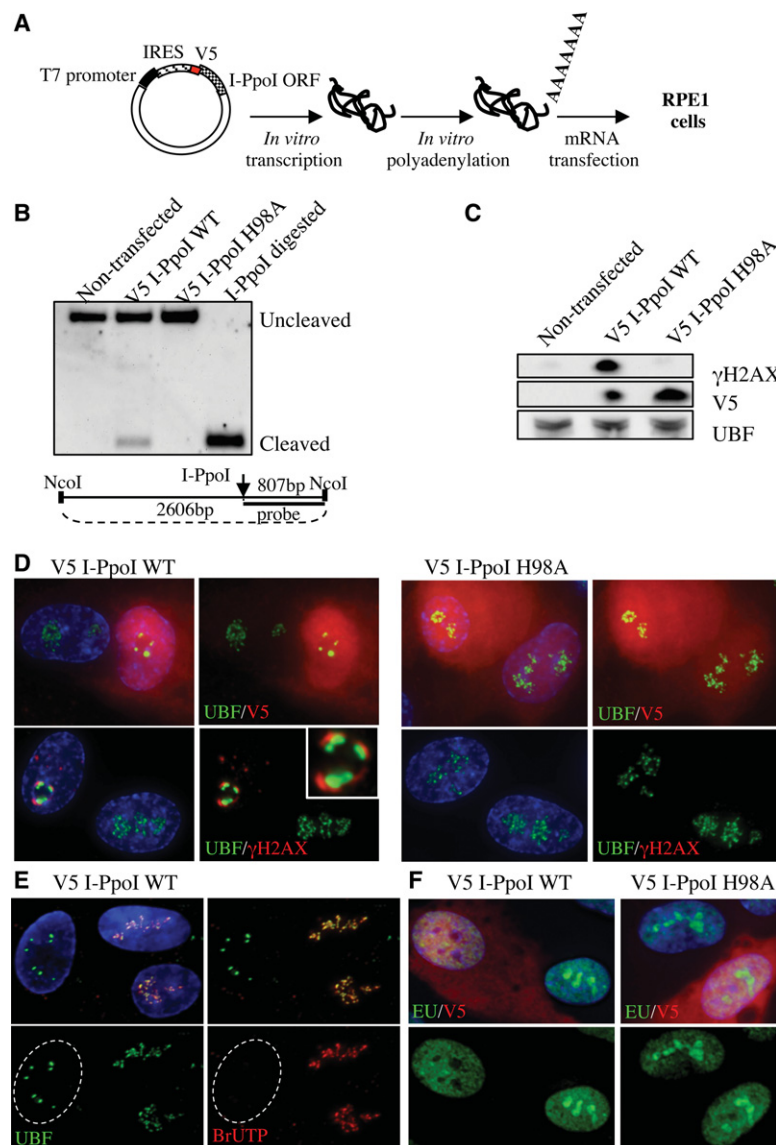 A
IRES V5
T7 promoter
I-PpoI ORF
AAAAAAA
In vitro
transcription
In vitro
polyadenylation
mRNA
transfection
RPE1
cells
B
Non-transfected
V5 I-PpoI WT
V5 I-PpoI H98A
I-PpoI digested
Uncleaved
Cleaved
I-PpoI
NcoI
807bp
NcoI
2606bp
probe
C
Non-transfected
V5 I-PpoI WT
V5 I-PpoI H98A
γH2AX
V5
UBF
D
V5 I-PpoI WT
V5 I-PpoI H98A
UBF/V5
UBF/V5
UBF/γH2AX
UBF/γH2AX
E
V5 I-PpoI WT
UBF
BrUTP
F
V5 I-PpoI WT
V5 I-PpoI H98A
EU/V5
EU/V5